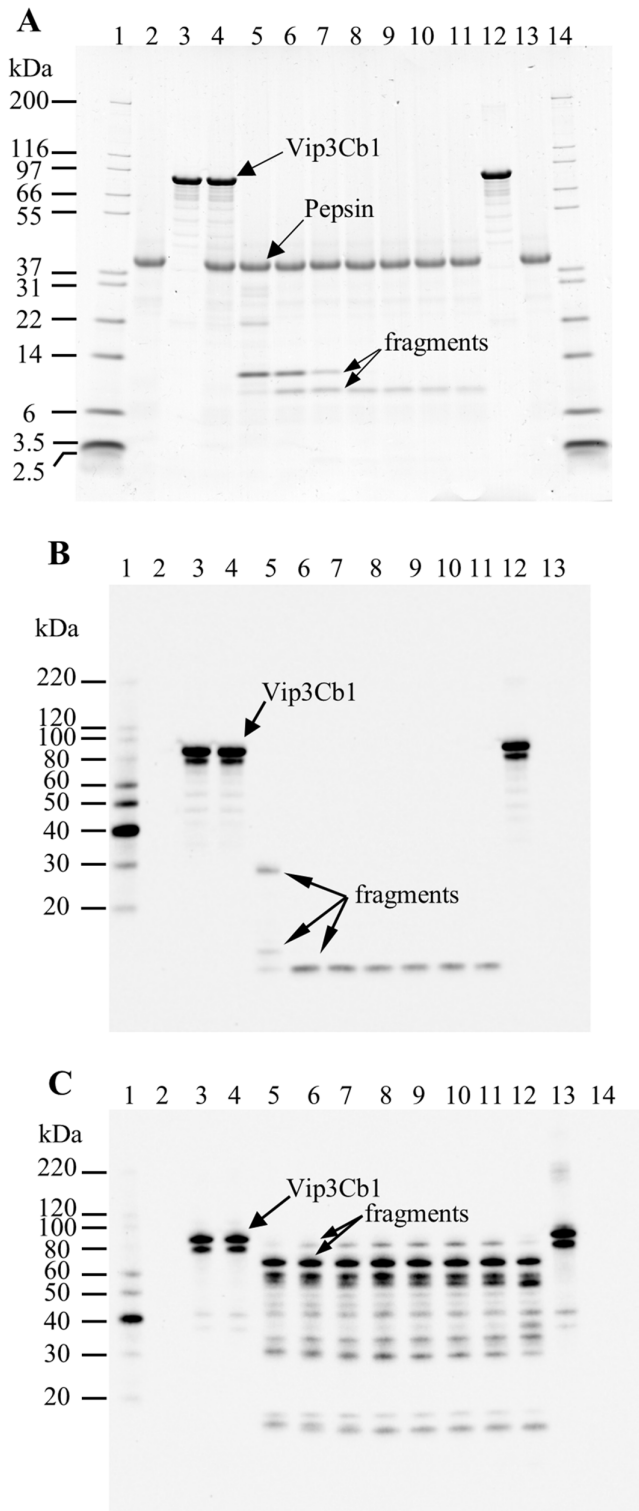 A
1 2 3 4 5 6 7 8 9 10 11 12 13 14
kDa
200
116
97
66
55
37
31
22
14
6
3.5
2.5
Vip3Cb1
Pepsin
fragments
B
1 2 3 4 5 6 7 8 9 10 11 12 13
kDa
220
120
100
80
60
50
40
30
20
Vip3Cb1
fragments
C
1 2 3 4 5 6 7 8 9 10 11 12 13 14
kDa
220
120
100
80
60
50
40
30
20
Vip3Cb1
fragments